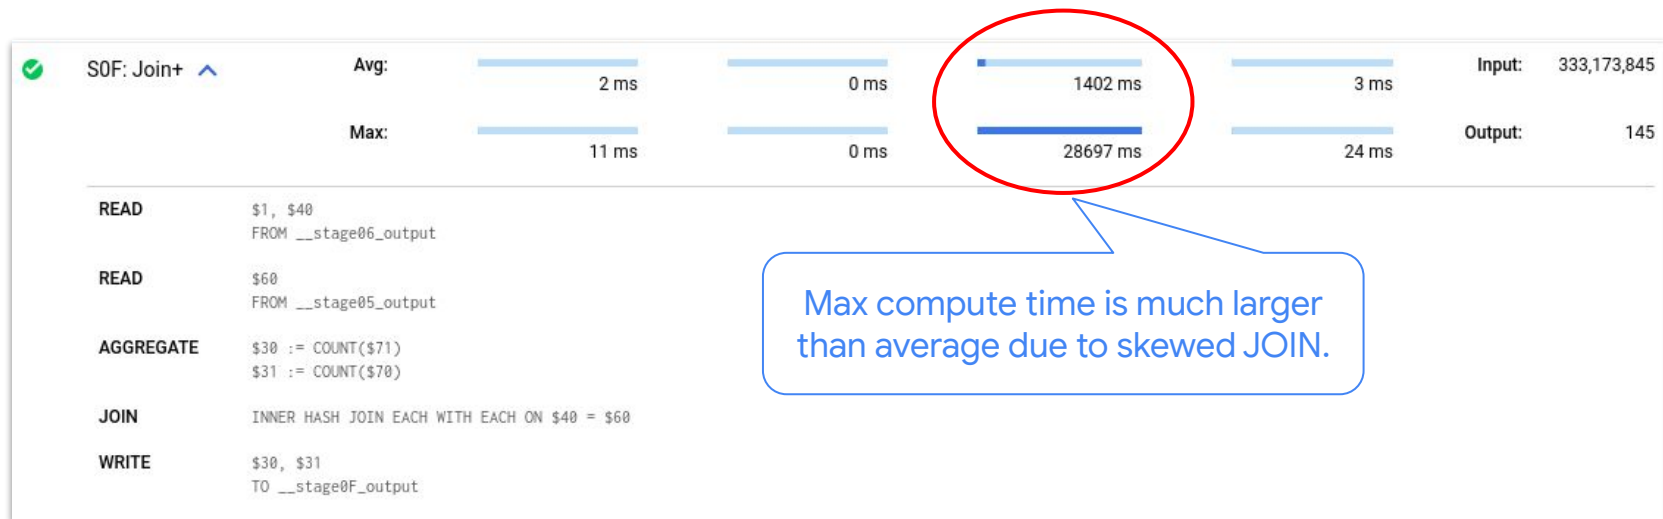 S0F: Join+ Avg: 2 ms 0 ms 1402 ms 3 ms Input: 333,173,845
Max: 11 ms 0 ms 28697 ms 24 ms Output: 145
READ $1, $40
FROM __stage06_output
READ $60
FROM __stage05_output
AGGREGATE $30 := COUNT($71)
$31 := COUNT($70)
JOIN INNER HASH JOIN EACH WITH EACH ON $40 = $60
WRITE $30, $31
TO __stage0F_output
Max compute time is much larger
than average due to skewed JOIN.